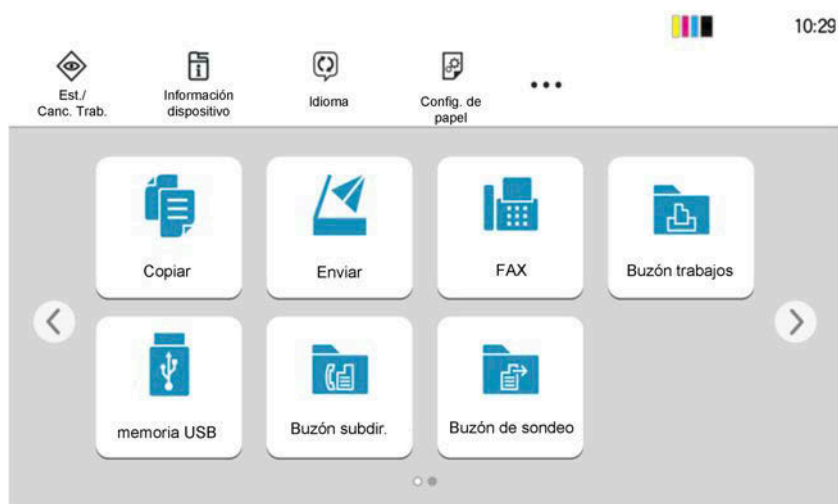 10:29
Est./
Canc. Trab.
Información
dispositivo
Idioma
Config. de
papel
Copiar
Enviar
FAX
Buzón trabajos
memoria USB
Buzón subdir.
Buzón de sondeo